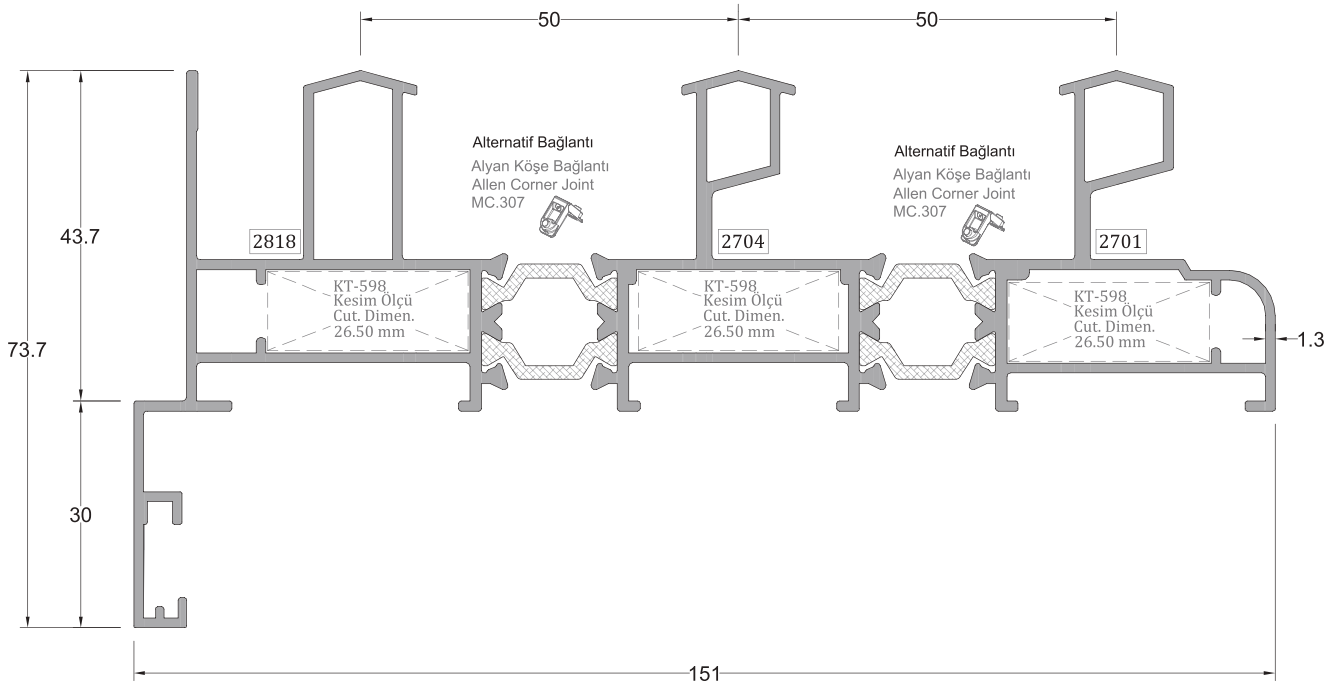 50
50
Alternatif Bağlantı
Alyan Köşe Bağlantı
Allen Corner Joint
MC.307
Alternatif Bağlantı
Alyan Köşe Bağlantı
Allen Corner Joint
MC.307
43.7
2818
2704
2701
KT-598
Kesim Ölçü
Cut. Dimen.
26.50 mm
KT-598
Kesim Ölçü
Cut. Dimen.
26.50 mm
KT-598
Kesim Ölçü
Cut. Dimen.
26.50 mm
73.7
1.3
30
151